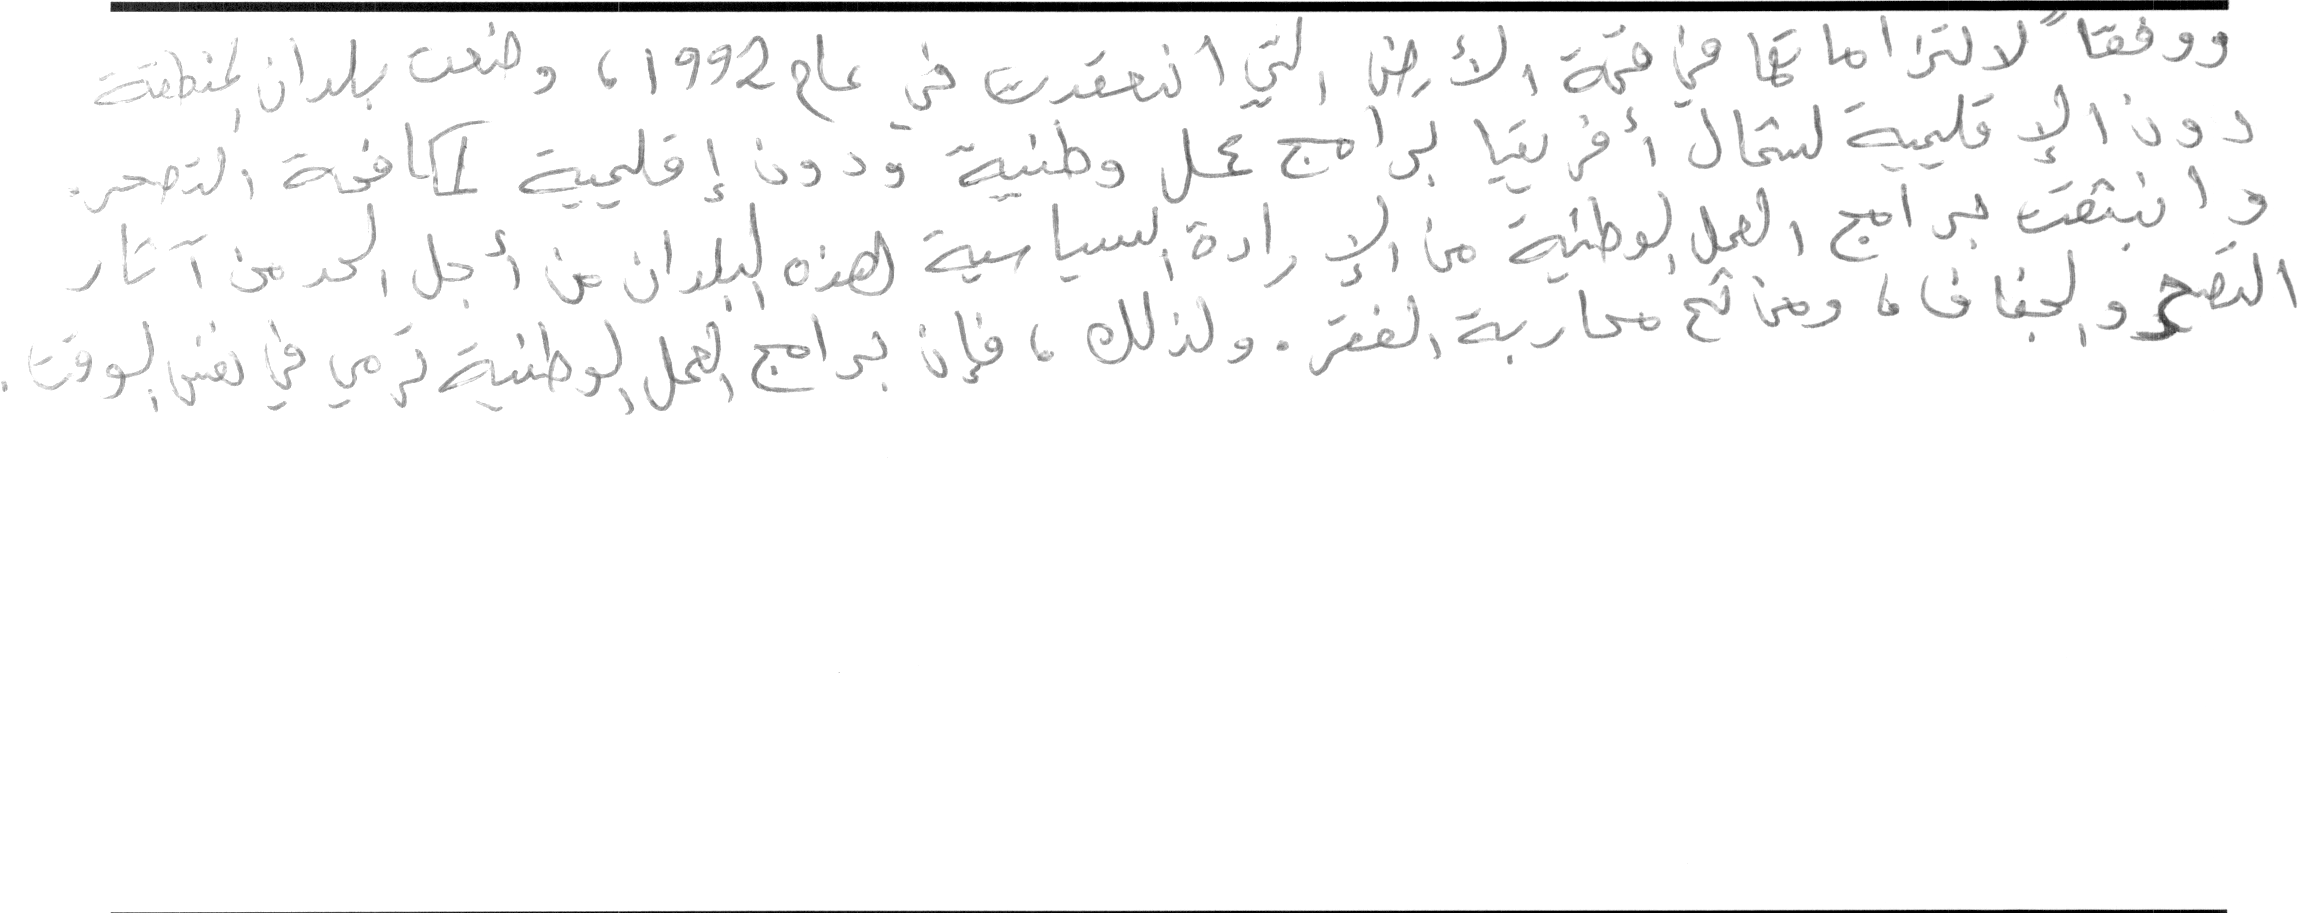 ووفقاً لالتزاماتها في قمة الأرض التي انعقدت في عام 1992، وضعت بلدان المنطقة
دون الإقليمية لشمال أفريقيا برامج عمل وطنية ودون إقليمية لمكافحة التصحر.
وانبثقت برامج العمل الوطنية من الإرادة السياسية لهذه البلدان من أجل الحد من آثار
التصحر والجفاف، ومن ثم محاربة الفقر. ولذلك، فإن برامج العمل الوطنية ترمي في نفس الوقت.